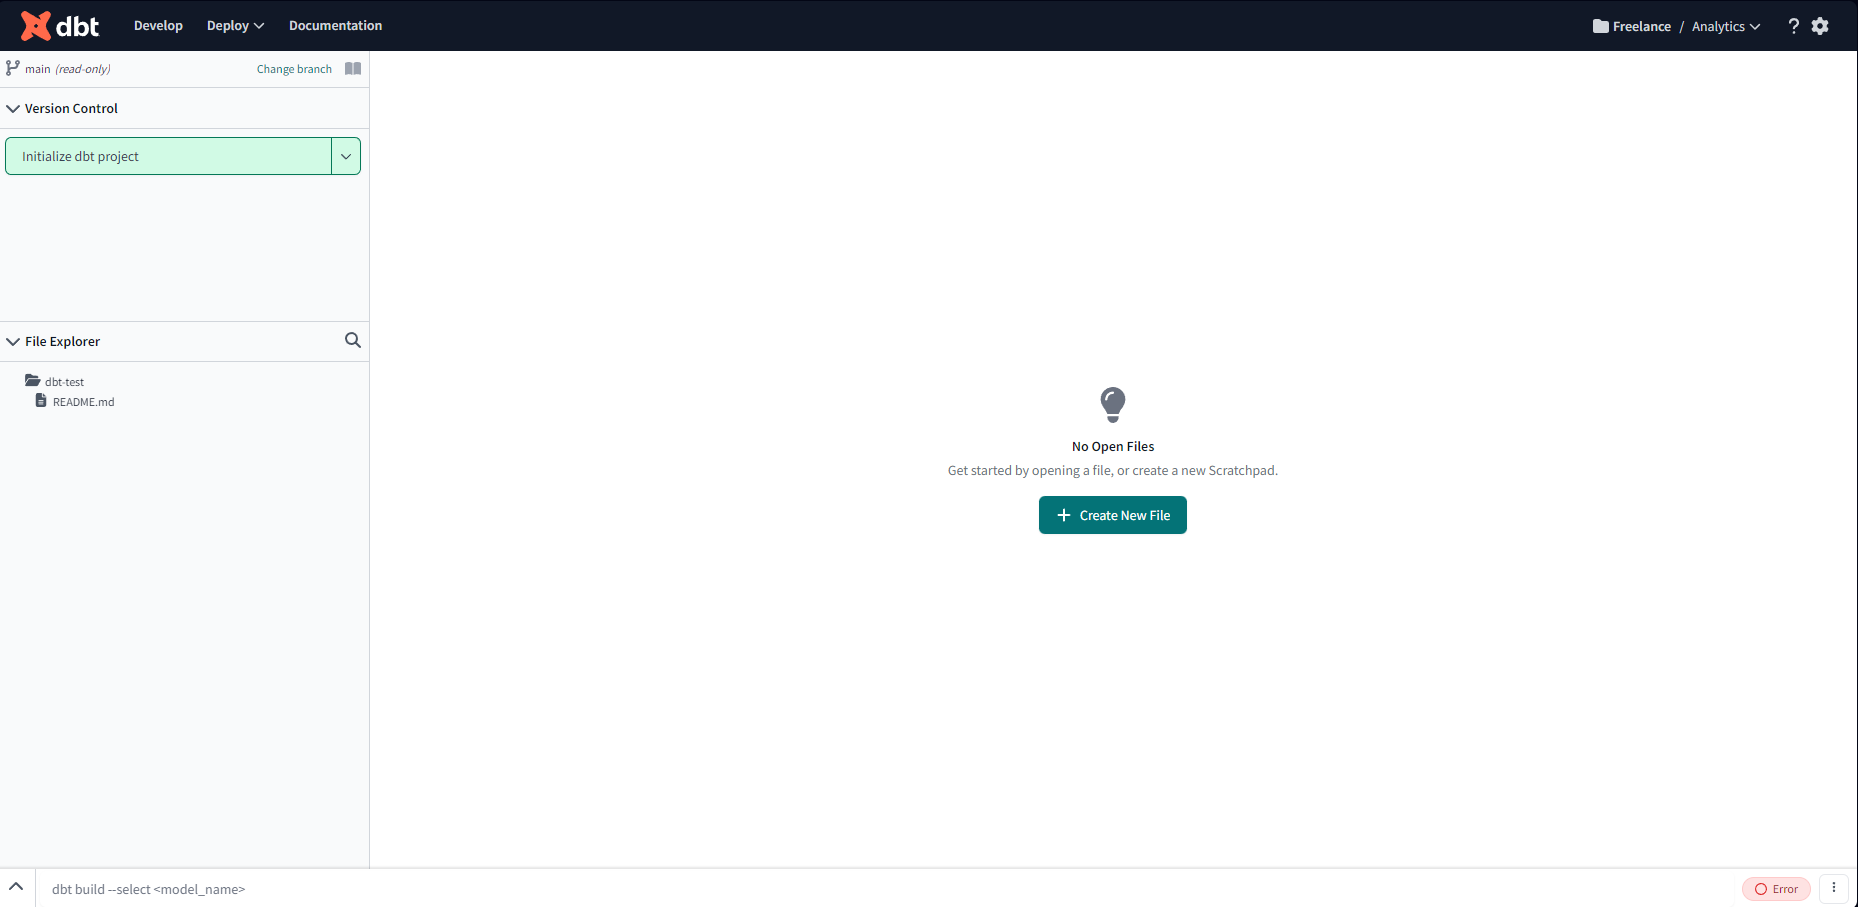 dbt Develop Deploy Documentation Freelance / Analytics ?
main (read-only) Change branch
Version Control
Initialize dbt project
File Explorer
dbt-test
README.md
No Open Files
Get started by opening a file, or create a new Scratchpad.
+ Create New File
dbt build --select <model_name> Error